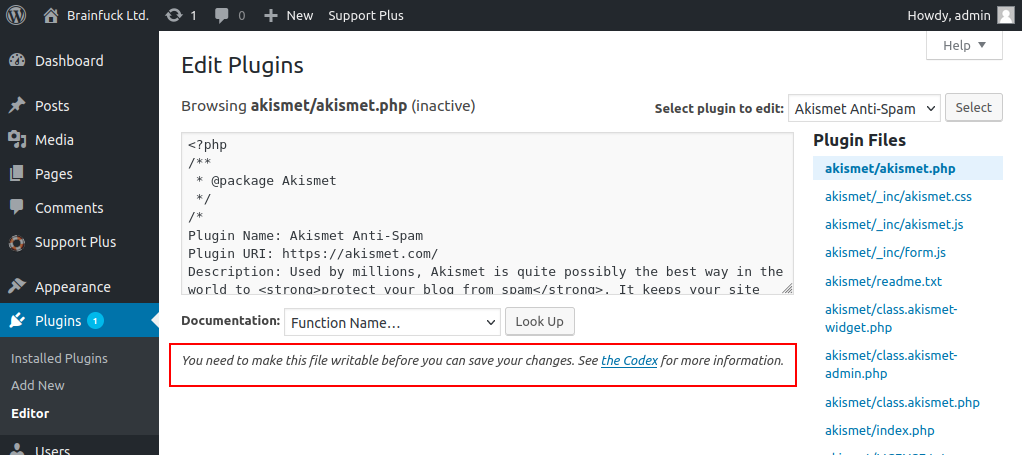 Brainfuck Ltd. 1 0 New Support Plus Howdy, admin
Help
Dashboard
Posts
Media
Pages
Comments
Support Plus
Appearance
Plugins 1
Installed Plugins
Add New
Editor
Users
Edit Plugins
Browsing akismet/akismet.php (inactive)
Select plugin to edit: Akismet Anti-Spam Select
<?php
/**
 * @package Akismet
 */
/*
Plugin Name: Akismet Anti-Spam
Plugin URI: https://akismet.com/
Description: Used by millions, Akismet is quite possibly the best way in the
world to <strong>protect your blog from spam</strong>. It keeps your site
Documentation: Function Name... Look Up
You need to make this file writable before you can save your changes. See the Codex for more information.
Plugin Files
akismet/akismet.php
akismet/_inc/akismet.css
akismet/_inc/akismet.js
akismet/_inc/form.js
akismet/readme.txt
akismet/class.akismet-
widget.php
akismet/class.akismet-
admin.php
akismet/class.akismet.php
akismet/index.php